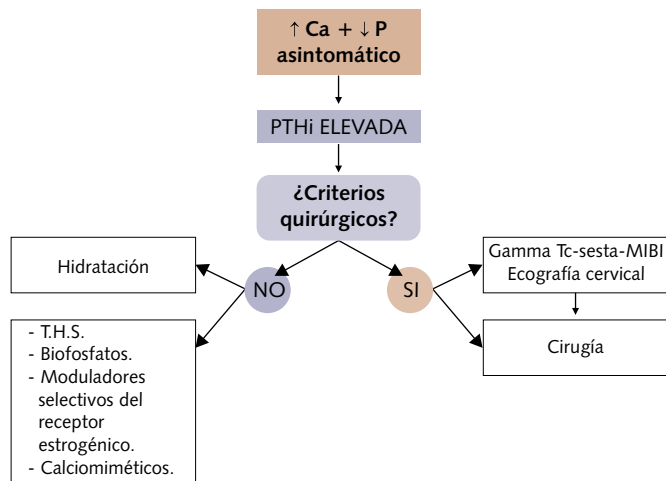 ↑ Ca + ↓ P
asintomático
PTHi ELEVADA
¿Criterios
quirúrgicos?
Hidratación
NO
SI
Gamma Tc-sesta-MIBI
Ecografía cervical
- T.H.S.
- Biofosfatos.
- Moduladores
selectivos del
receptor
estrogénico.
- Calciomiméticos.
Cirugía